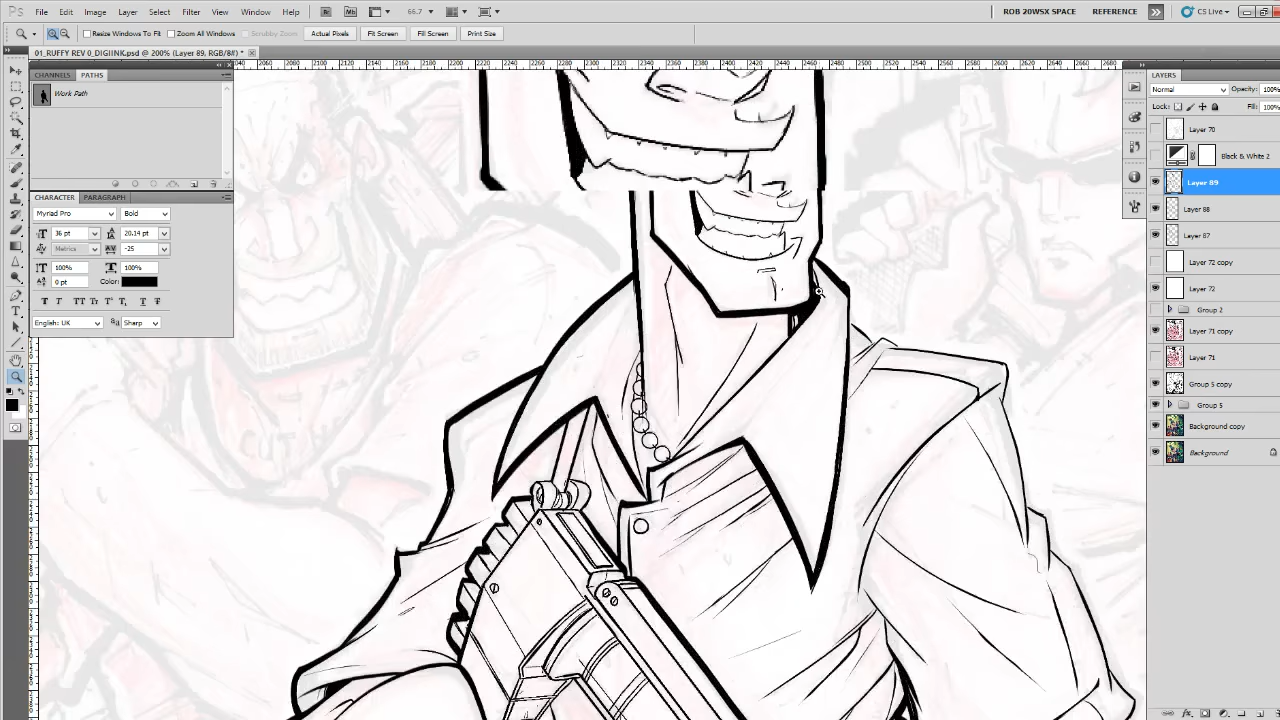 Ps File Edit Image Layer Select Filter View Window Help Br Mb 66.7 ROB 20WSX SPACE REFERENCE CS Live
Resize Windows To Fit Scrubby Zoom Zoom All Windows Actual Pixels Fit Screen Fill Screen Print Size
01_RUFFY REV 0_DIGIINK.psd @ 200% (Layer 89, RGB/8#) *
CHANNELS PATHS
Work Path
CHARACTER PARAGRAPH
Myriad Pro Bold
36 pt 20.14 pt
Metrics -25
100% 100%
0 pt Color:
English: UK Sharp
LAYERS
Normal Opacity: 100%
Lock: Fill: 100%
Layer 70
Black & White 2
Layer 89
Layer 88
Layer 87
Layer 72 copy
Layer 72
Group 2
Layer 71 copy
Layer 71
Group 5 copy
Group 5
Background copy
Background